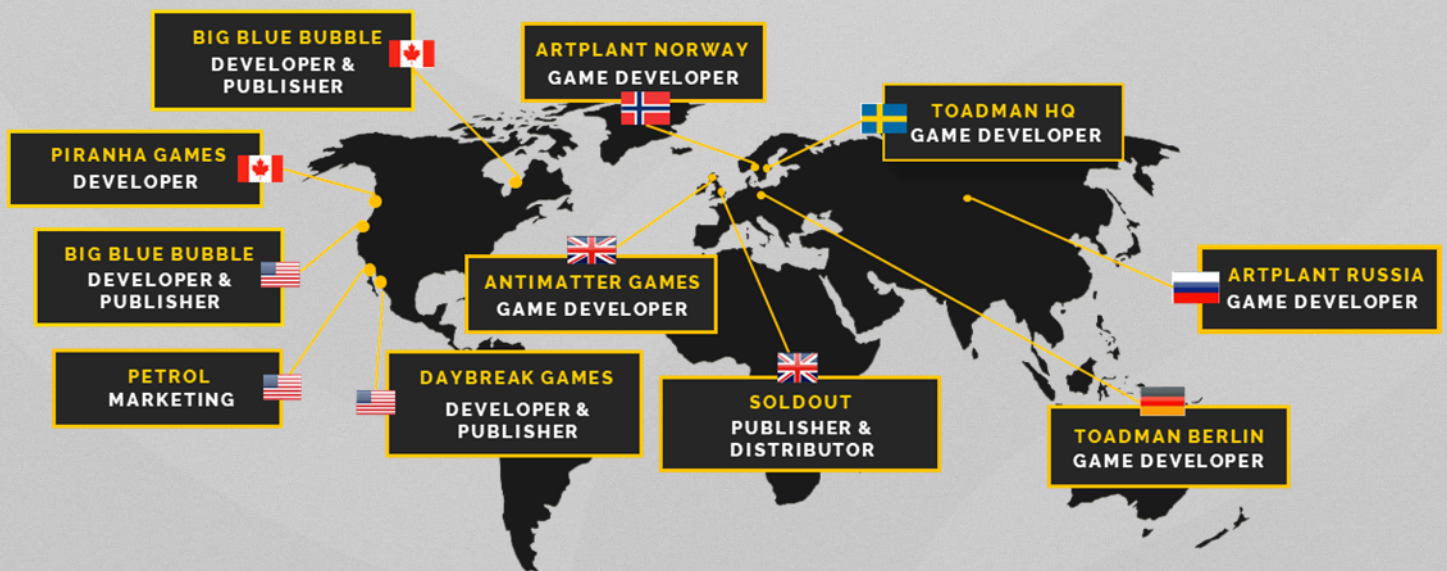 BIG BLUE BUBBLE
DEVELOPER &
PUBLISHER
ARTPLANT NORWAY
GAME DEVELOPER
TOADMAN HQ
GAME DEVELOPER
PIRANHA GAMES
DEVELOPER
BIG BLUE BUBBLE
DEVELOPER &
PUBLISHER
ANTIMATTER GAMES
GAME DEVELOPER
ARTPLANT RUSSIA
GAME DEVELOPER
PETROL
MARKETING
DAYBREAK GAMES
DEVELOPER &
PUBLISHER
SOLDOUT
PUBLISHER &
DISTRIBUTOR
TOADMAN BERLIN
GAME DEVELOPER